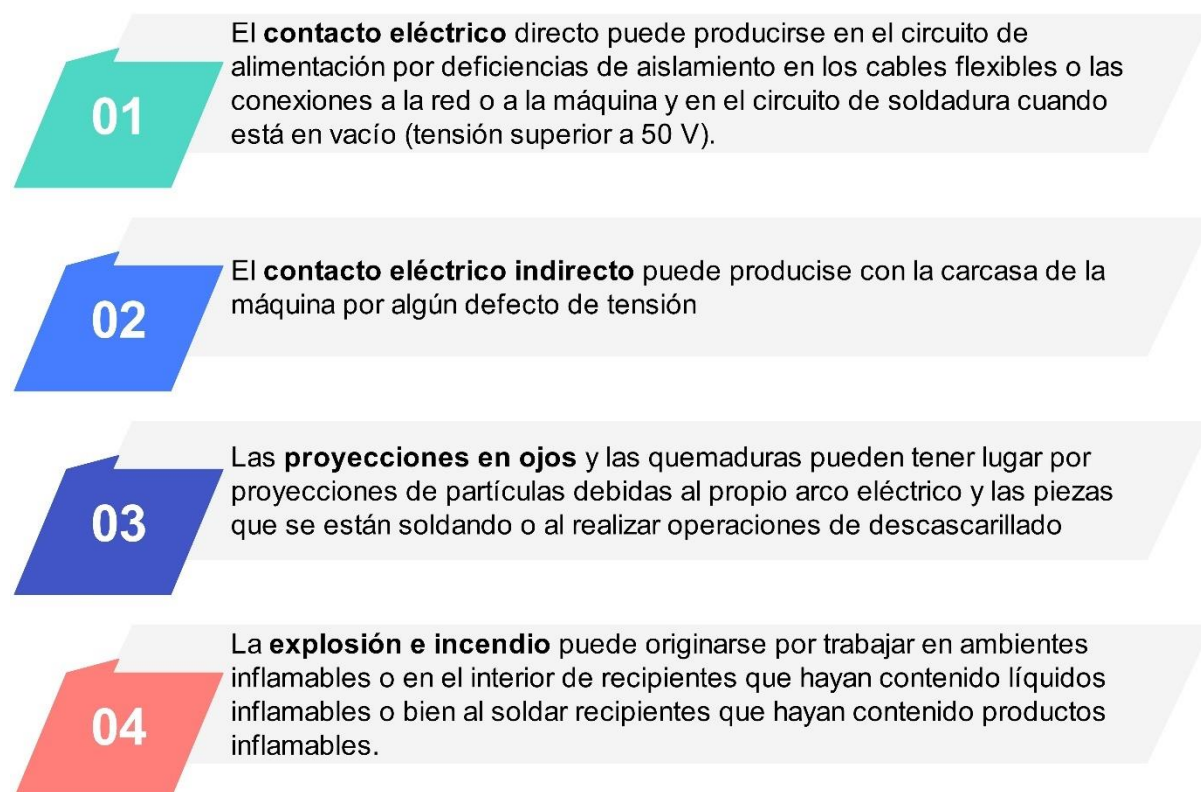 01
El contacto eléctrico directo puede producirse en el circuito de
alimentación por deficiencias de aislamiento en los cables flexibles o las
conexiones a la red o a la máquina y en el circuito de soldadura cuando
está en vacío (tensión superior a 50 V).
02
El contacto eléctrico indirecto puede producise con la carcasa de la
máquina por algún defecto de tensión
03
Las proyecciones en ojos y las quemaduras pueden tener lugar por
proyecciones de partículas debidas al propio arco eléctrico y las piezas
que se están soldando o al realizar operaciones de descascarillado
04
La explosión e incendio puede originarse por trabajar en ambientes
inflamables o en el interior de recipientes que hayan contenido líquidos
inflamables o bien al soldar recipientes que hayan contenido productos
inflamables.